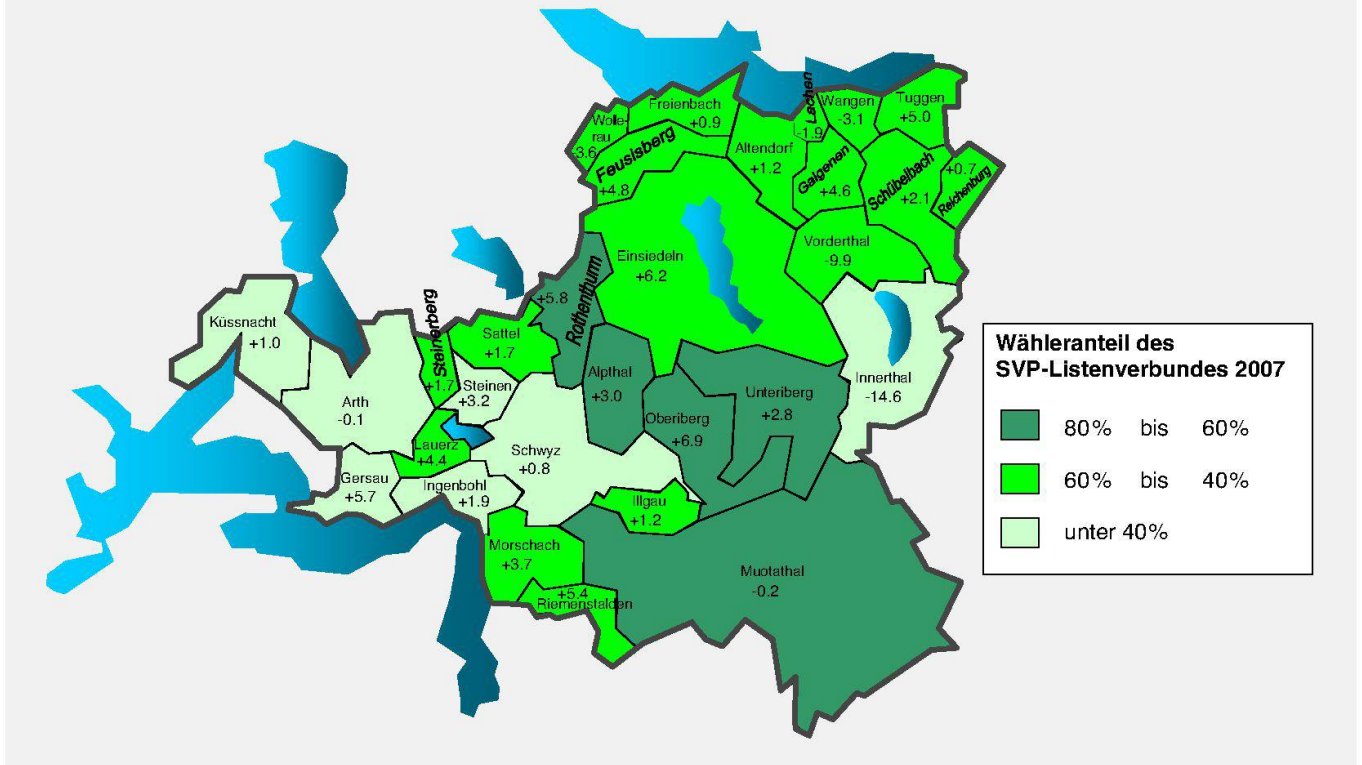 Freienbach
+0.9
Wolle-
rau
-3.6
Feusisberg
+4.8
Altendorf
+1.2
Lachen
-1.9
Wangen
-3.1
Tuggen
+5.0
Galgenen
+4.6
Schübelbach
+2.1
+0.7
Reichenburg
Vorderthal
-9.9
Einsiedeln
+6.2
+5.8
Rothenthurm
Küssnacht
+1.0
Steinerberg
+1.7
Sattel
+1.7
Steinen
+3.2
Arth
-0.1
Alpthal
+3.0
Oberiberg
+6.9
Unteriberg
+2.8
Innerthal
-14.6
Lauerz
+4.4
Schwyz
+0.8
Gersau
+5.7
Ingenbohl
+1.9
Illgau
+1.2
Morschach
+3.7
+5.4
Riemenstalden
Muotathal
-0.2
Wähleranteil des
SVP-Listenverbundes 2007
80% bis 60%
60% bis 40%
unter 40%